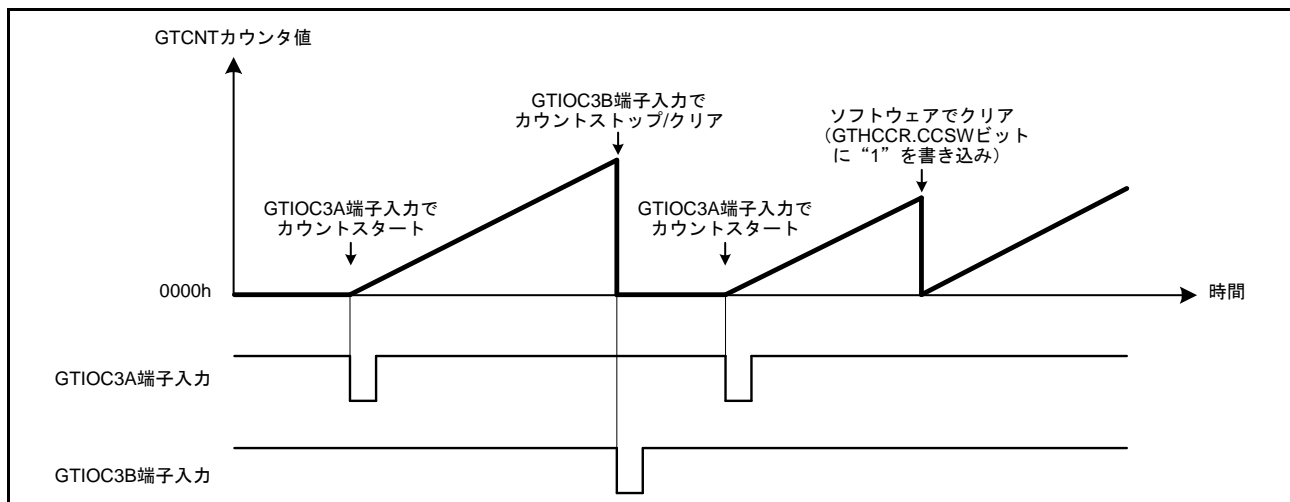 GTCNTカウンタ値
GTIOC3B端子入力で
カウントストップ/クリア
ソフトウェアでクリア
（GTHCCR.CCSWビット
に“1”を書き込み）
GTIOC3A端子入力で
カウントスタート
GTIOC3A端子入力で
カウントスタート
0000h
時間
GTIOC3A端子入力
GTIOC3B端子入力